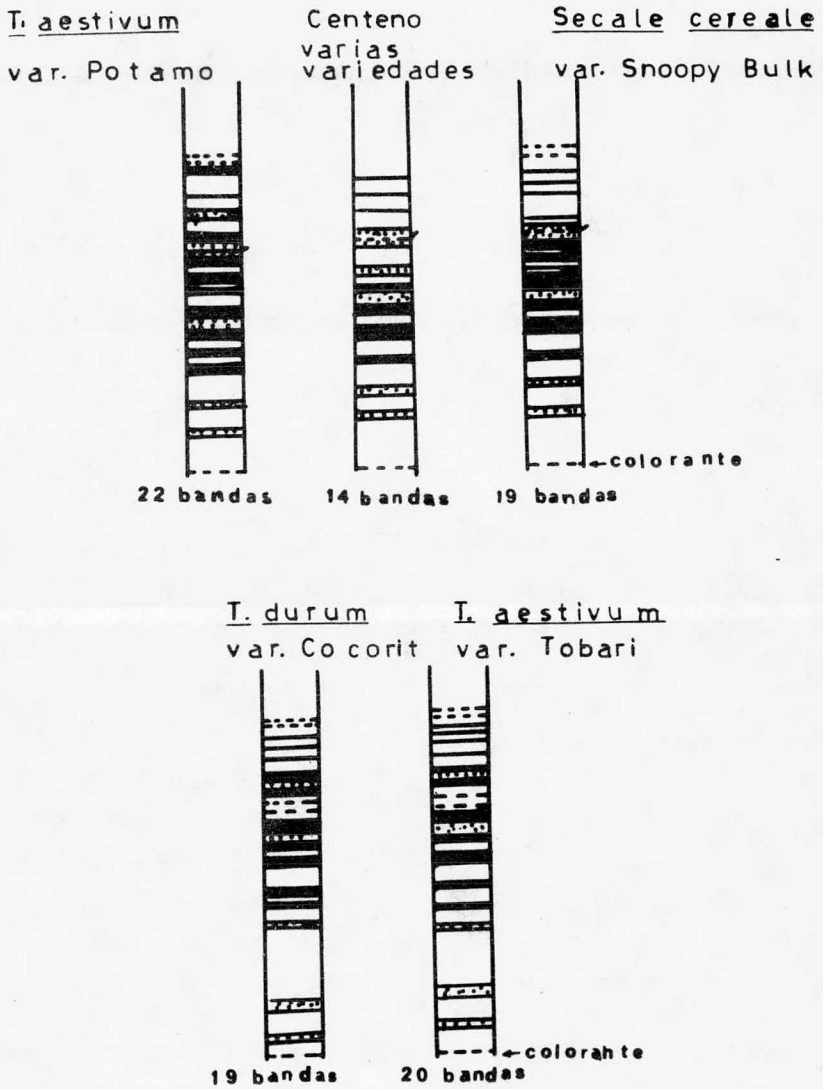 T. aestivum
var. Potamo
Centeno
varias
variedades
Secale cereale
var. Snoopy Bulk
←colorante
22 bandas
14 bandas
19 bandas
T. durum
var. Cocorit
T. aestivum
var. Tobari
←colorahte
19 bandas
20 bandas